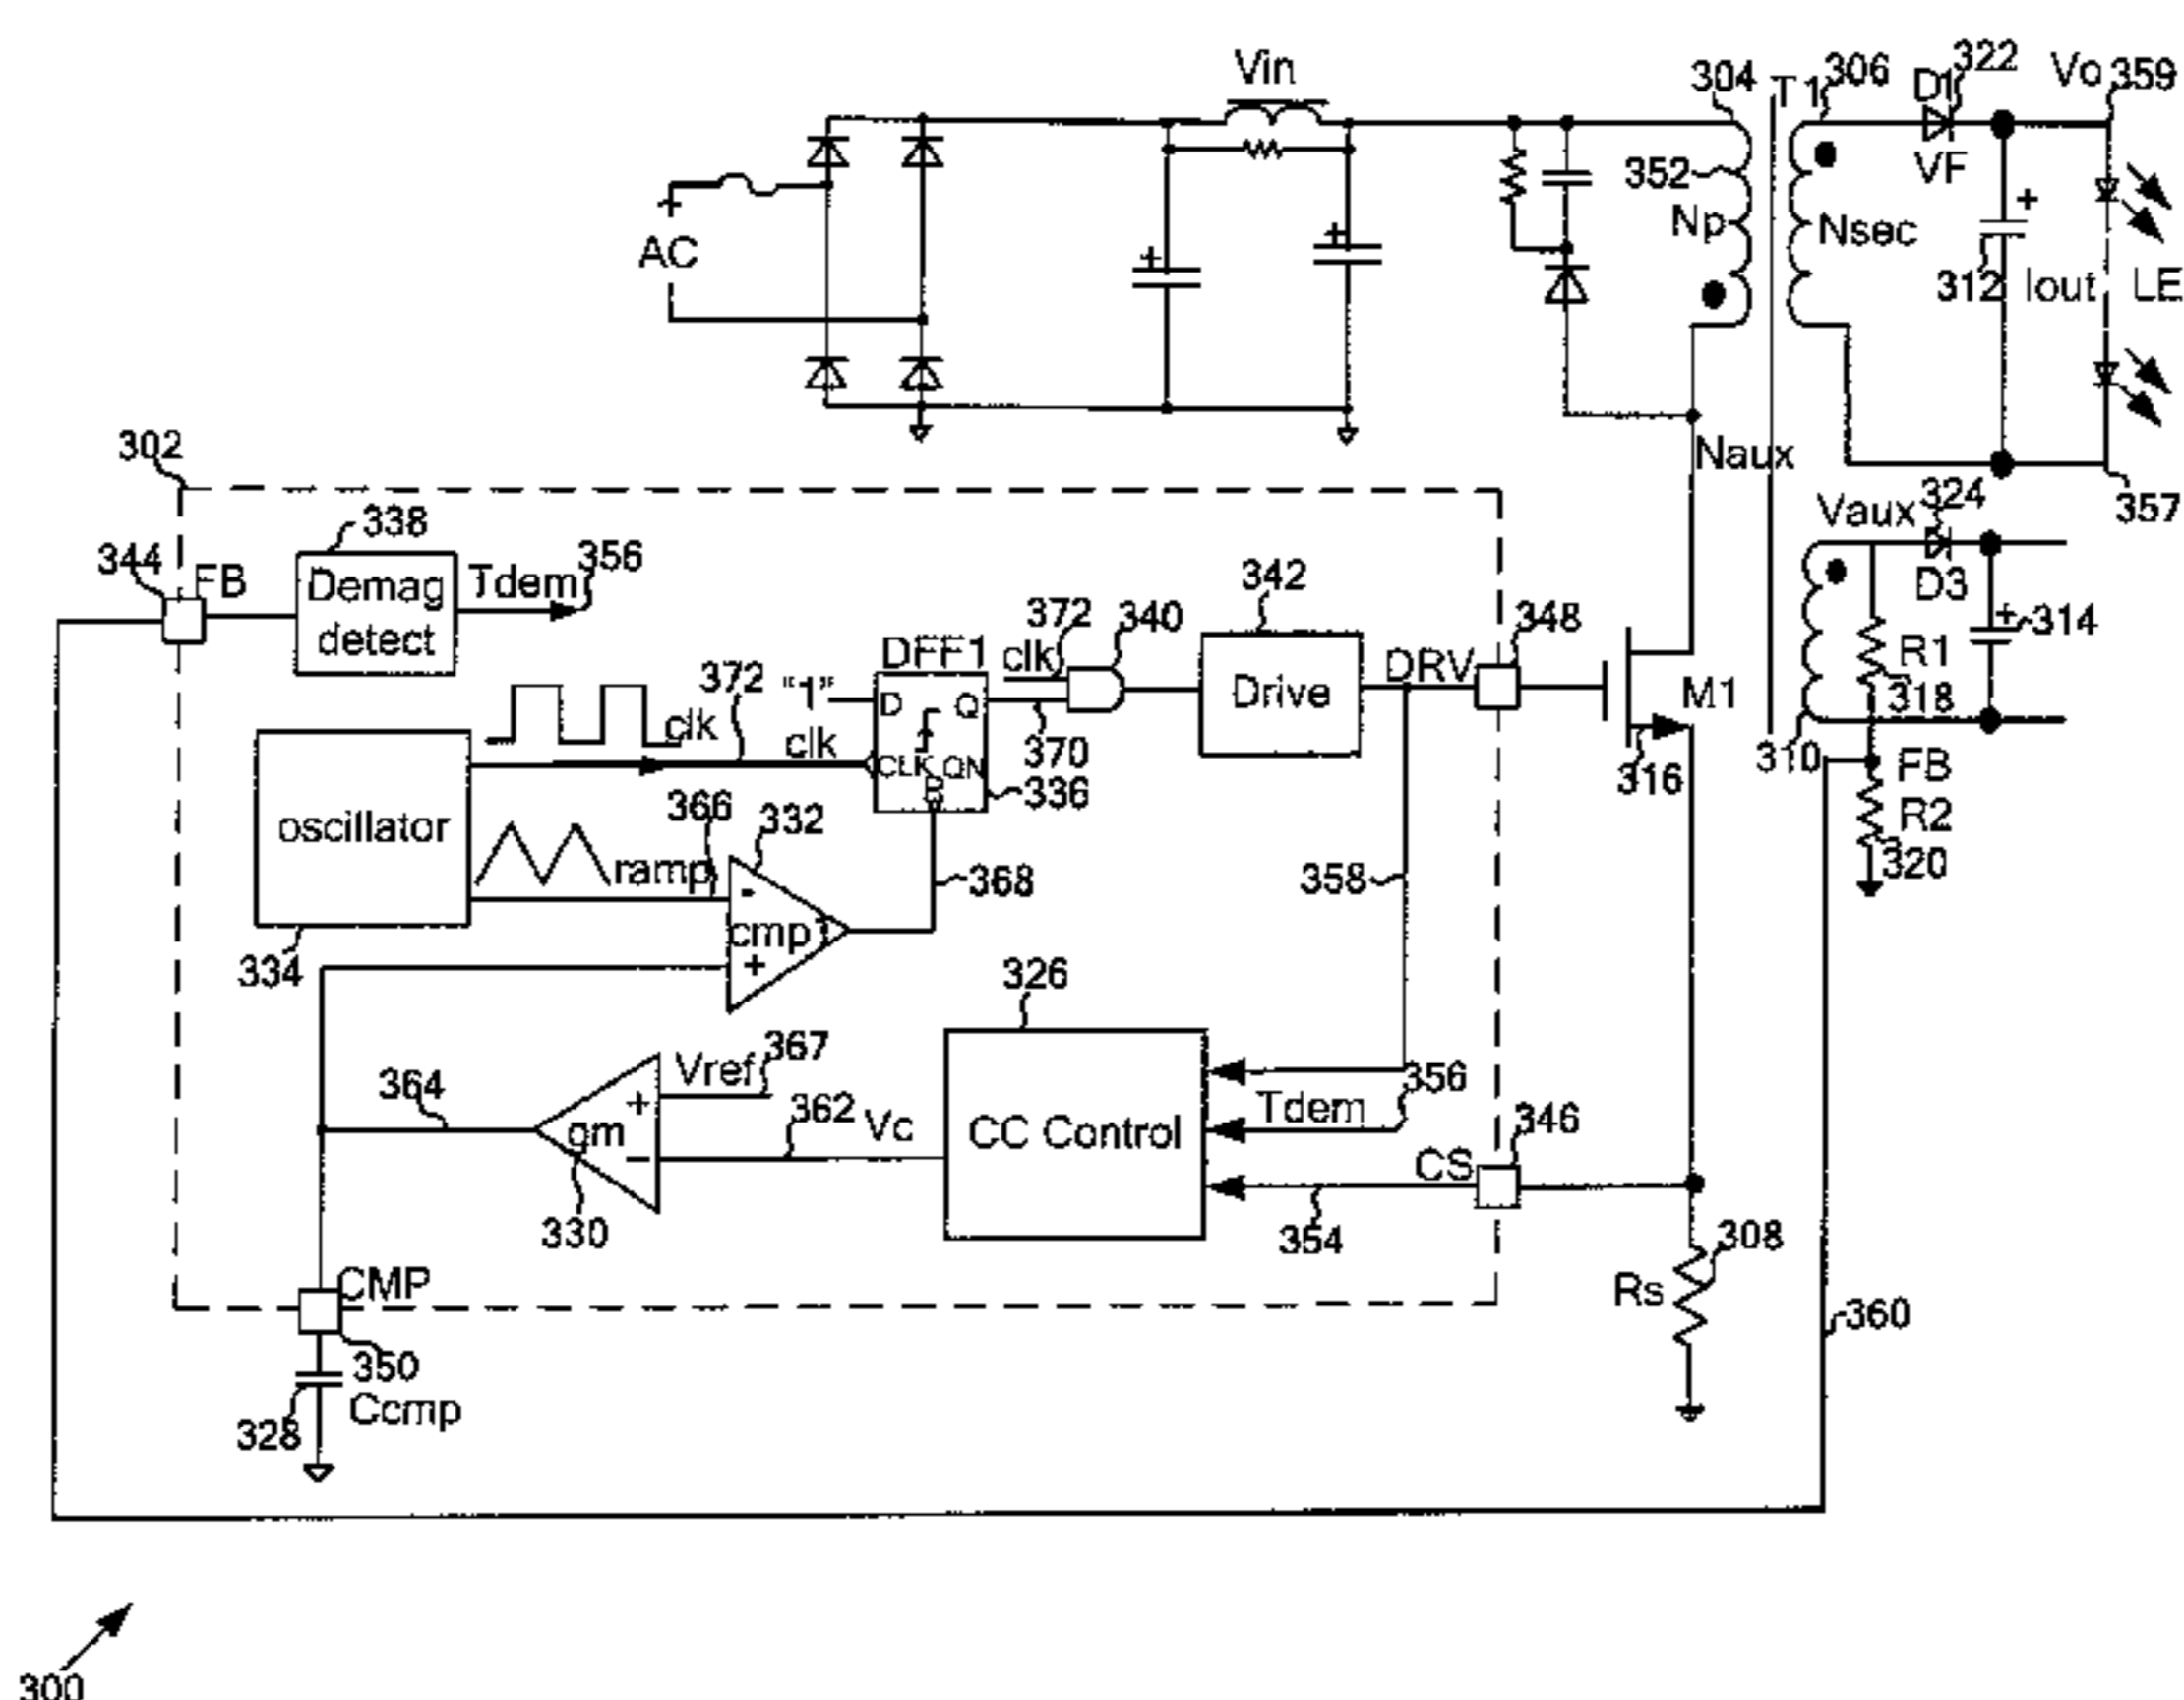 Vin
304
T1
306
D1
322
Vo
359
352
VF
Np
Nsec
+
AC
+
+
+
312
Iout
LE
302
Naux
357
324
Vaux
338
344
FB
Demag
detect
Tdem
356
342
372
340
348
D3
+
314
DFF1
clk
372
"1"
D
Q
Drive
DRV
M1
R1
318
clk
clk
370
CLK
QN
336
316
310
FB
R2
320
oscillator
366
332
ramp
-
cmp
+
368
358
334
326
Vref
367
364
+
gm
-
362
Vc
CC Control
356
Tdem
CS
346
330
354
308
Rs
CMP
360
350
328
Ccmp
300